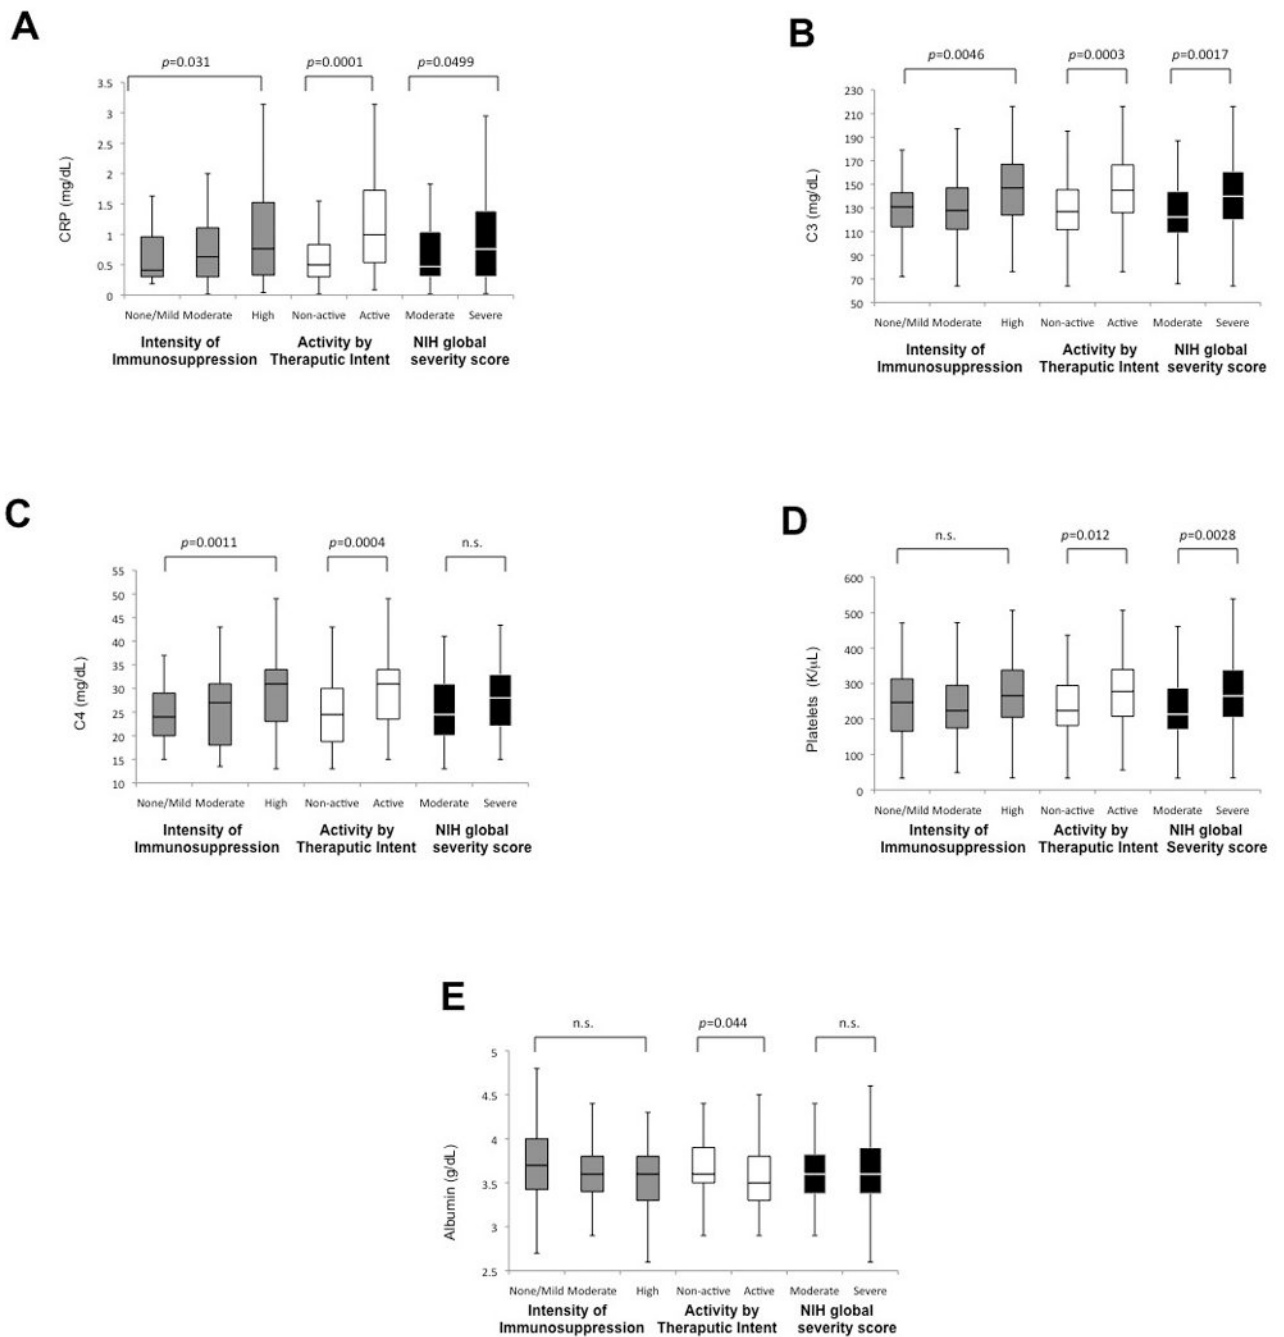 A
p=0.031
p=0.0001
p=0.0499
CRP (mg/dL)
3.5
3
2.5
2
1.5
1
0.5
0
None/Mild Moderate High Non-active Active Moderate Severe
Intensity of Immunosuppression
Activity by Theraputic Intent
NIH global severity score
B
p=0.0046
p=0.0003
p=0.0017
C3 (mg/dL)
230
210
190
170
150
130
110
90
70
50
None/Mild Moderate High Non-active Active Moderate Severe
Intensity of Immunosuppression
Activity by Theraputic Intent
NIH global severity score
C
p=0.0011
p=0.0004
n.s.
C4 (mg/dL)
55
50
45
40
35
30
25
20
15
10
None/Mild Moderate High Non-active Active Moderate Severe
Intensity of Immunosuppression
Activity by Theraputic Intent
NIH global severity score
D
n.s.
p=0.012
p=0.0028
Platelets (K/μL)
600
500
400
300
200
100
0
None/Mild Moderate High Non-active Active Moderate Severe
Intensity of Immunosuppression
Activity by Theraputic Intent
NIH global Severity score
E
n.s.
p=0.044
n.s.
Albumin (g/dL)
5
4.5
4
3.5
3
2.5
None/Mild Moderate High Non-active Active Moderate Severe
Intensity of Immunosuppression
Activity by Theraputic Intent
NIH global severity score